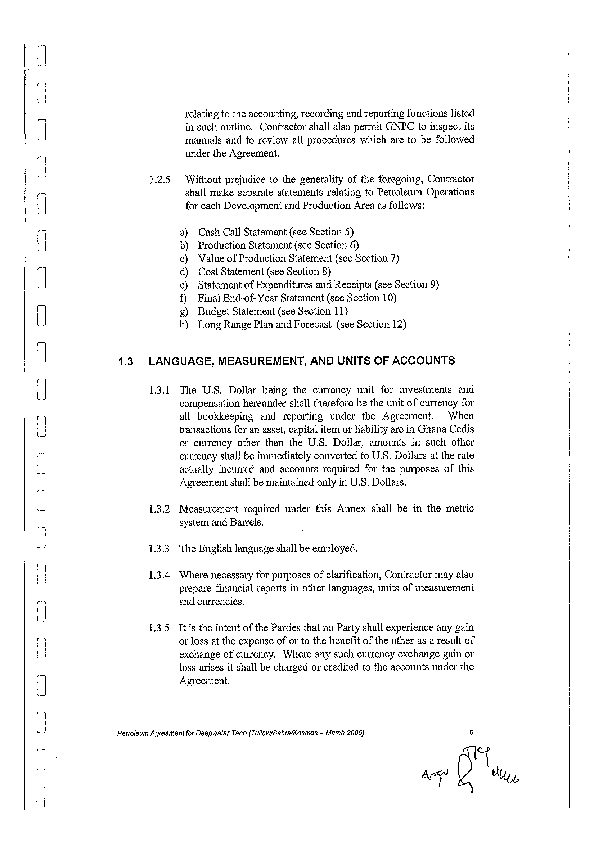 relating to the accounting, recording and reporting functions listed
in such outline. Contractor shall also permit GNPC to inspect its
manuals and to review all procedures which are to be followed
under the Agreement.
1.2.5 Without prejudice to the generality of the foregoing, Contractor
shall make separate statements relating to Petroleum Operations
for each Development and Production Area as follows:
a) Cash Call Statement (see Section 5)
b) Production Statement (see Section 6)
c) Value of Production Statement (see Section 7)
d) Cost Statement (see Section 8)
e) Statement of Expenditures and Receipts (see Section 9)
f) Final End-of-Year Statement (see Section 10)
g) Budget Statement (see Section 11)
h) Long Range Plan and Forecast (see Section 12)
1.3 LANGUAGE, MEASUREMENT, AND UNITS OF ACCOUNTS
1.3.1 The U.S. Dollar being the currency unit for investments and
compensation hereunder shall therefore be the unit of currency for
all bookkeeping and reporting under the Agreement. When
transactions for an asset, capital item or liability are in Ghana Cedis
or currency other than the U.S. Dollar, amounts in such other
currency shall be immediately converted to U.S. Dollars at the rate
actually incurred and accounts required for the purposes of this
Agreement shall be maintained only in U.S. Dollars.
1.3.2 Measurement required under this Annex shall be in the metric
system and Barrels.
1.3.3 The English language shall be employed.
1.3.4 Where necessary for purposes of clarification, Contractor may also
prepare financial reports in other languages, units of measurement
and currencies.
1.3.5 It is the intent of the Parties that no Party shall experience any gain
or loss at the expense of or to the benefit of the other as a result of
exchange of currency. Where any such currency exchange gain or
loss arises it shall be charged or credited to the accounts under the
Agreement.
Petroleum Agreement for Deepwater Tano (Tullow/Sabre/Kosmos – March 2006)